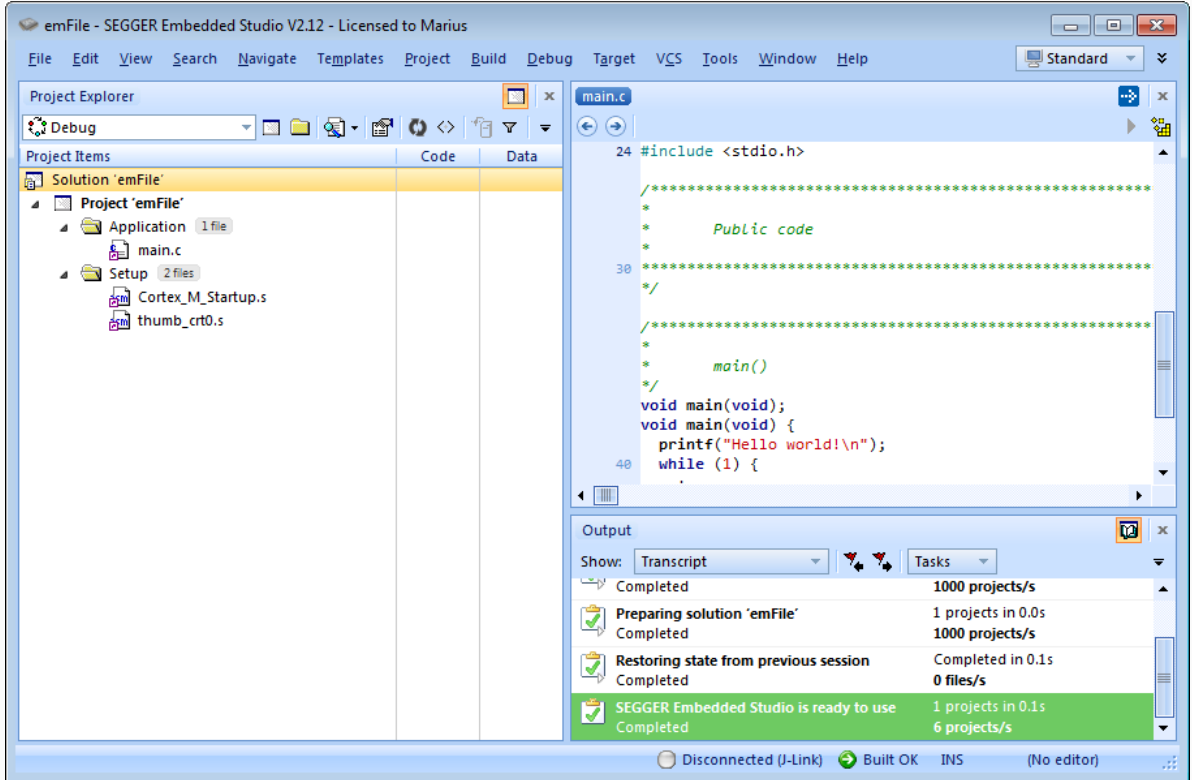 emFile - SEGGER Embedded Studio V2.12 - Licensed to Marius
File Edit View Search Navigate Templates Project Build Debug Target VCS Tools Window Help Standard
Project Explorer
Debug
Project Items Code Data
Solution 'emFile'
Project 'emFile'
Application 1 file
main.c
Setup 2 files
asm Cortex_M_Startup.s
asm thumb_crt0.s
main.c
24 #include <stdio.h>
/********************************************************
*
* Public code
*
30 ********************************************************
*/
/********************************************************
*
* main()
*/
void main(void);
void main(void) {
printf("Hello world!\n");
40 while (1) {
Output
Show: Transcript Tasks
Completed 1000 projects/s
Preparing solution 'emFile' 1 projects in 0.0s
Completed 1000 projects/s
Restoring state from previous session Completed in 0.1s
Completed 0 files/s
SEGGER Embedded Studio is ready to use 1 projects in 0.1s
Completed 6 projects/s
Disconnected (J-Link) Built OK INS (No editor)